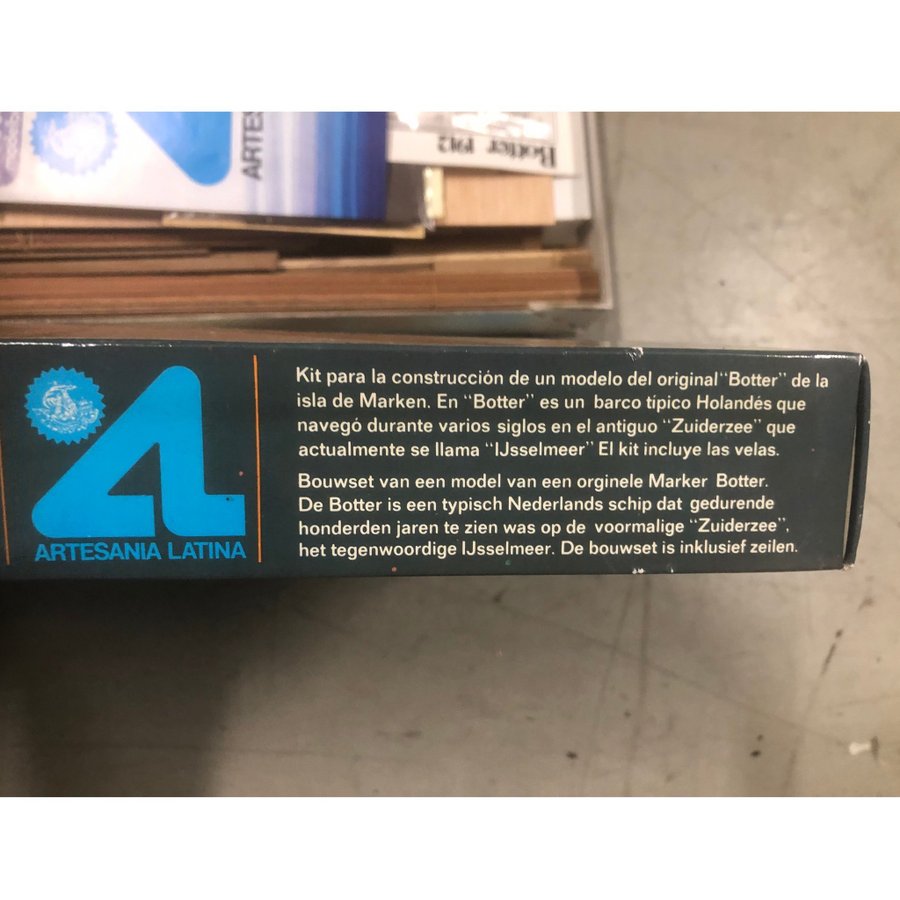 ARTES
Botter 1912
Kit para la construcción de un modelo del original "Botter" de la
isla de Marken. En "Botter" es un barco típico Holandés que
navegó durante varios siglos en el antiguo "Zuiderzee" que
actualmente se llama "IJsselmeer" El kit incluye las velas.
Bouwset van een model van een orginele Marker Botter.
De Botter is een typisch Nederlands schip dat gedurende
honderden jaren te zien was op de voormalige "Zuiderzee",
het tegenwoordige IJsselmeer. De bouwset is inklusief zeilen.
ARTESANIA LATINA